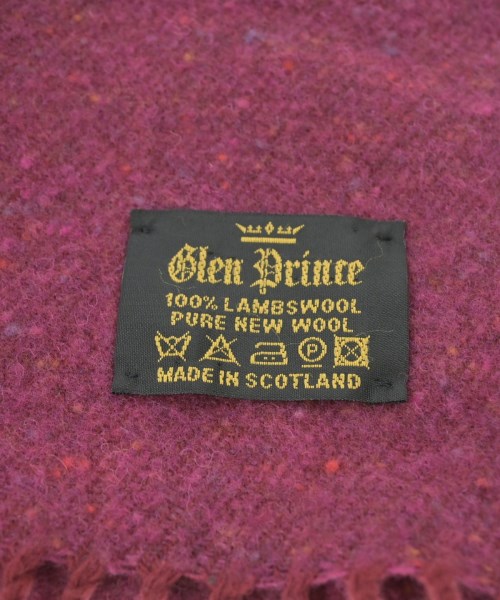 Glen Prince
100% LAMBSWOOL
PURE NEW WOOL
P
MADE IN SCOTLAND